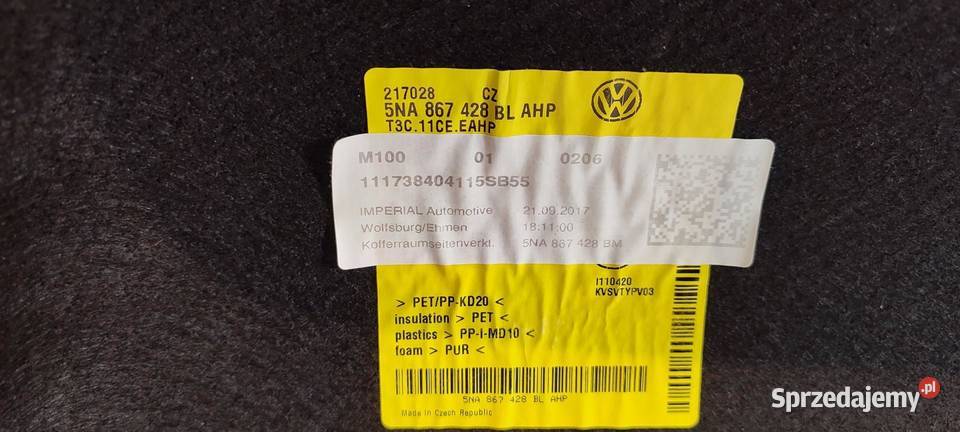 217028 CZ
5NA 867 428 BL AHP
T3C.11CE.EAHP
M100 01 0206
111738404115SB55
IMPERIAL Automotive 21.09.2017
Wolfsburg/Ehmen 18:11:00
Kofferraumseitenverkt. 5NA 867 428 BM
I110420
KVSVTYPV03
> PET/PP-KD20 <
insulation > PET <
plastics > PP-I-MD10 <
foam > PUR <
5NA 867 428 BL AHP
Made in Czech Republic
Sprzedajemy.pl